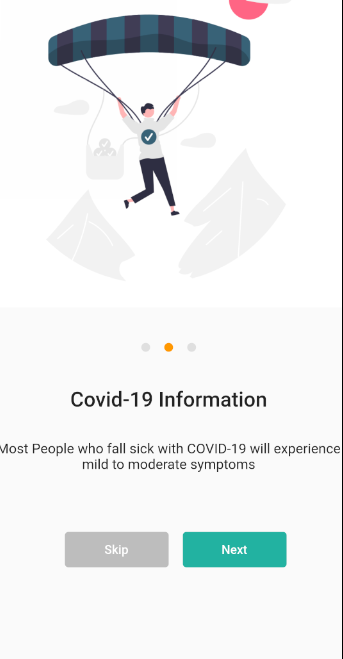 Covid-19 Information
Most People who fall sick with COVID-19 will experience
mild to moderate symptoms
Skip
Next